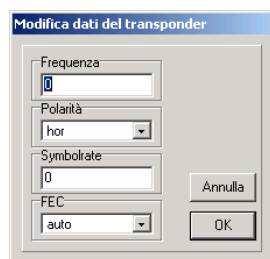 Modifica dati del transponder
Frequenza
0
Polarità
hor
Symbolrate
0
FEC
auto
Annulla
OK